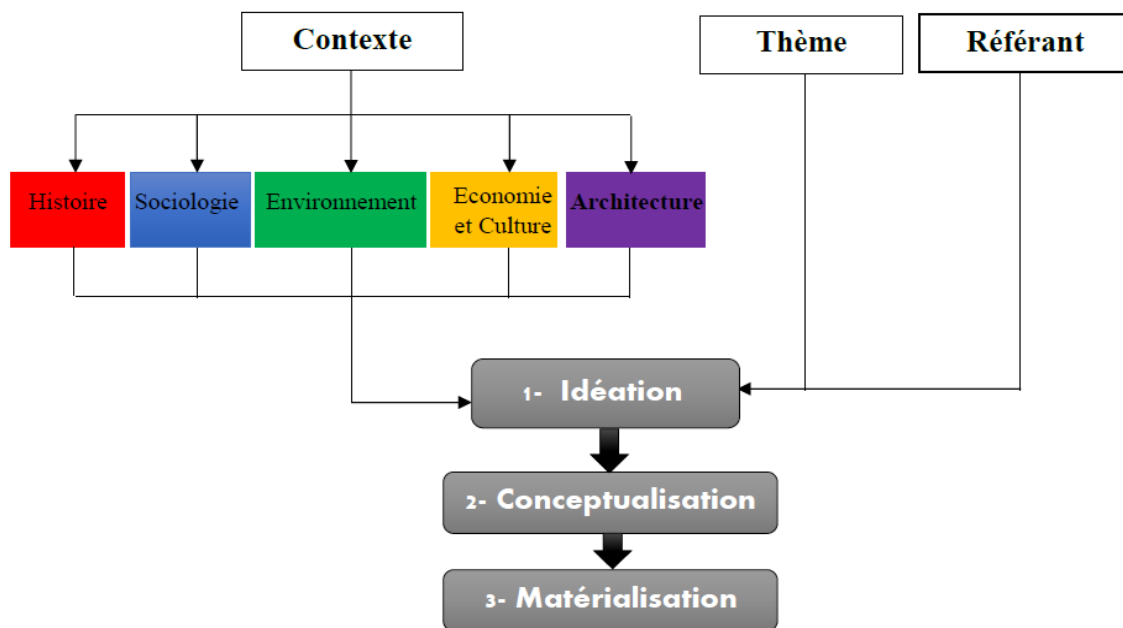 Contexte
Thème
Référant
Histoire
Sociologie
Environnement
Economie
et Culture
Architecture
1- Idéation
2- Conceptualisation
3- Matérialisation